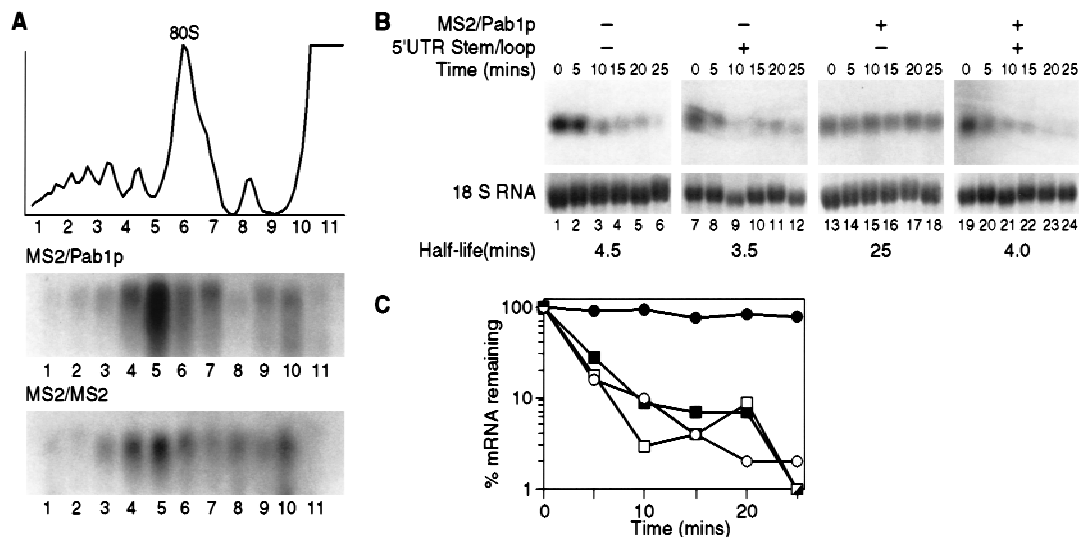 A
80S
1 2 3 4 5 6 7 8 9 10 11
MS2/Pab1p
1 2 3 4 5 6 7 8 9 10 11
MS2/MS2
1 2 3 4 5 6 7 8 9 10 11
B
MS2/Pab1p − − + +
5'UTR Stem/loop − + − +
Time (mins) 0 5 10 15 20 25 0 5 10 15 20 25 0 5 10 15 20 25 0 5 10 15 20 25
18 S RNA
1 2 3 4 5 6 7 8 9 10 11 12 13 14 15 16 17 18 19 20 21 22 23 24
Half-life(mins) 4.5 3.5 25 4.0
C
% mRNA remaining
100
10
1
0 10 20
Time (mins)